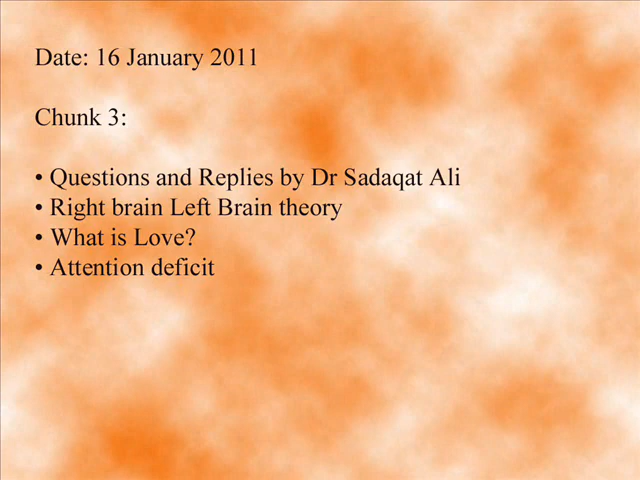 Date: 16 January 2011
Chunk 3:
• Questions and Replies by Dr Sadaqat Ali
• Right brain Left Brain theory
• What is Love?
• Attention deficit